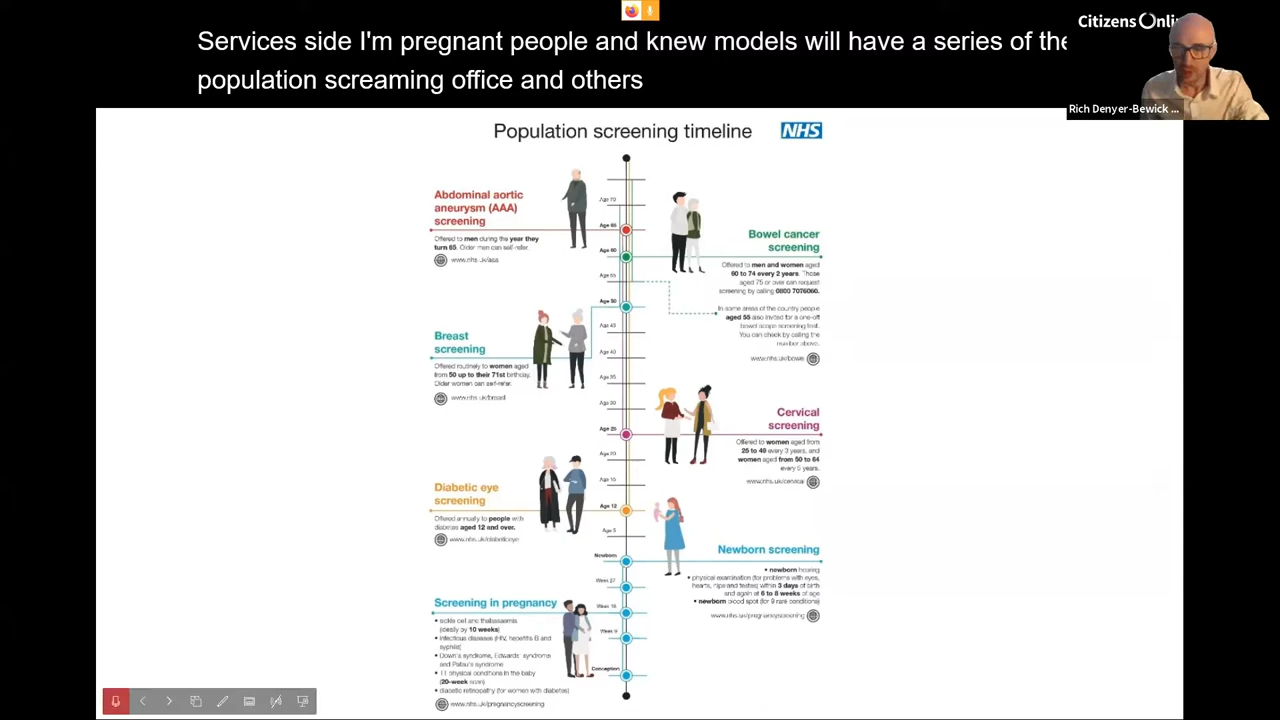 Services side I'm pregnant people and knew models will have a series of the
population screaming office and others
Citizens Onli
Rich Denyer-Bewick ...
Population screening timeline
NHS
Abdominal aortic
aneurysm (AAA)
screening
Offered to men during the year they
turn 65. Older men can self-refer.
www.nhs.uk/aaa
Age 70
Age 65
Age 60
Age 55
Age 50
Age 45
Age 40
Age 35
Age 30
Age 25
Age 20
Age 15
Age 12
Age 5
Newborn
Week 27
Week 18
Week 9
Conception
Bowel cancer
screening
Offered to men and women aged
60 to 74 every 2 years. Those
aged 75 or over can request
screening by calling 0800 7076060.
In some areas of the country people
aged 55 also invited for a one-off
bowel scope screening test.
You can check by calling the
number above.
www.nhs.uk/bowel
Breast
screening
Offered routinely to women aged
from 50 up to their 71st birthday.
Older women can self-refer.
www.nhs.uk/breast
Cervical
screening
Offered to women aged from
25 to 49 every 3 years, and
women aged from 50 to 64
every 5 years.
www.nhs.uk/cervical
Diabetic eye
screening
Offered annually to people with
diabetes aged 12 and over.
www.nhs.uk/diabeticeye
Newborn screening
• newborn hearing
• physical examination (for problems with eyes,
hearts, hips and testes) within 3 days of birth
and again at 6 to 8 weeks of age
• newborn blood spot (for 9 rare conditions)
www.nhs.uk/pregnancyscreening
Screening in pregnancy
• sickle cell and thalassaemia
(ideally by 10 weeks)
• infectious diseases (HIV, hepatitis B and
syphilis)
• Down's syndrome, Edwards' syndrome
and Patau's syndrome
• 11 physical conditions in the baby
(20-week scan)
• diabetic retinopathy (for women with diabetes)
www.nhs.uk/pregnancyscreening